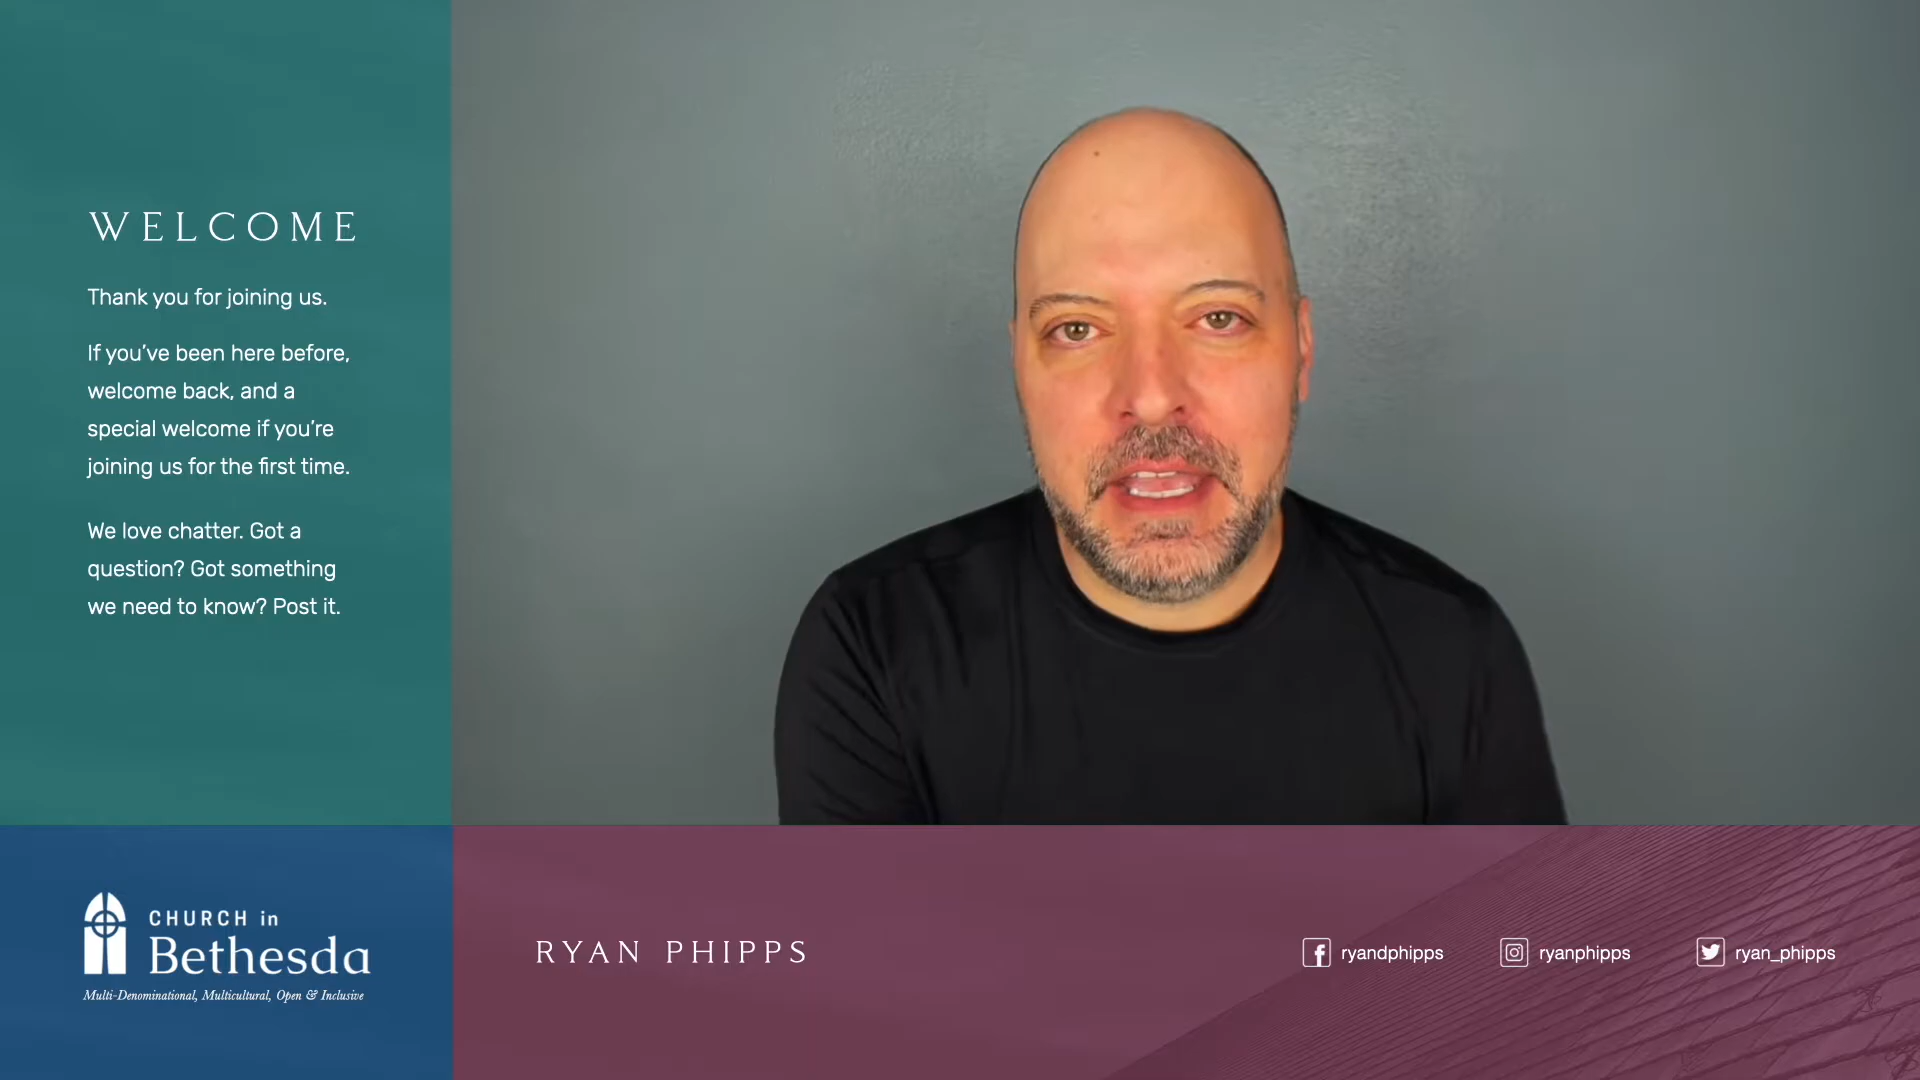 WELCOME
Thank you for joining us.
If you’ve been here before,
welcome back, and a
special welcome if you’re
joining us for the first time.
We love chatter. Got a
question? Got something
we need to know? Post it.
CHURCH in
Bethesda
Multi-Denominational, Multicultural, Open & Inclusive
RYAN PHIPPS
ryandphipps
ryanphipps
ryan_phipps